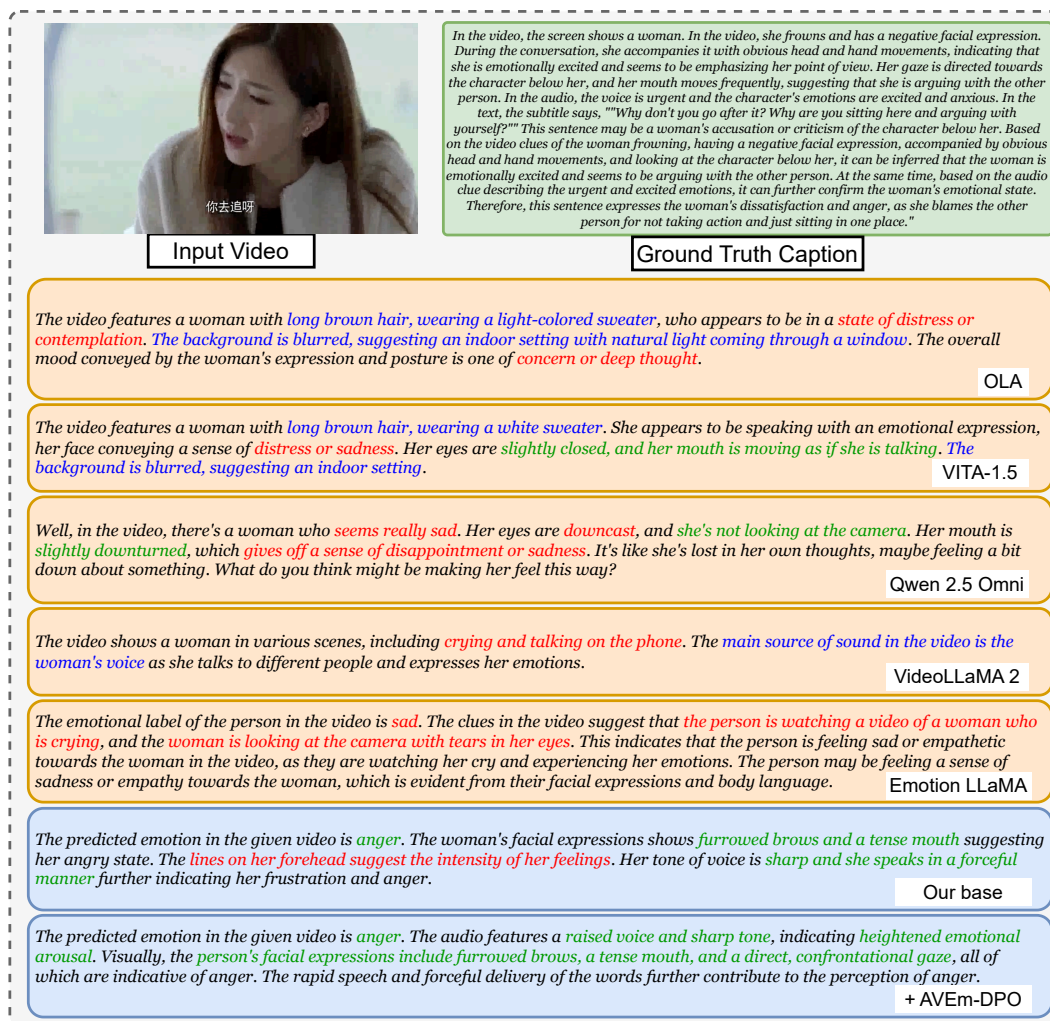 In the video, the screen shows a woman. In the video, she frowns and has a negative facial expression.
During the conversation, she accompanies it with obvious head and hand movements, indicating that
she is emotionally excited and seems to be emphasizing her point of view. Her gaze is directed towards
the character below her, and her mouth moves frequently, suggesting that she is arguing with the other
person. In the audio, the voice is urgent and the character's emotions are excited and anxious. In the
text, the subtitle says, ""Why don't you go after it? Why are you sitting here and arguing with
yourself?"" This sentence may be a woman's accusation or criticism of the character below her. Based
on the video clues of the woman frowning, having a negative facial expression, accompanied by obvious
head and hand movements, and looking at the character below her, it can be inferred that the woman is
emotionally excited and seems to be arguing with the other person. At the same time, based on the audio
clue describing the urgent and excited emotions, it can further confirm the woman's emotional state.
Therefore, this sentence expresses the woman's dissatisfaction and anger, as she blames the other
person for not taking action and just sitting in one place."
你去追呀
Input Video
Ground Truth Caption
The video features a woman with long brown hair, wearing a light-colored sweater, who appears to be in a state of distress or
contemplation. The background is blurred, suggesting an indoor setting with natural light coming through a window. The overall
mood conveyed by the woman's expression and posture is one of concern or deep thought.
OLA
The video features a woman with long brown hair, wearing a white sweater. She appears to be speaking with an emotional expression,
her face conveying a sense of distress or sadness. Her eyes are slightly closed, and her mouth is moving as if she is talking. The
background is blurred, suggesting an indoor setting.
VITA-1.5
Well, in the video, there's a woman who seems really sad. Her eyes are downcast, and she's not looking at the camera. Her mouth is
slightly downturned, which gives off a sense of disappointment or sadness. It's like she's lost in her own thoughts, maybe feeling a bit
down about something. What do you think might be making her feel this way?
Qwen 2.5 Omni
The video shows a woman in various scenes, including crying and talking on the phone. The main source of sound in the video is the
woman's voice as she talks to different people and expresses her emotions.
VideoLLaMA 2
The emotional label of the person in the video is sad. The clues in the video suggest that the person is watching a video of a woman who
is crying, and the woman is looking at the camera with tears in her eyes. This indicates that the person is feeling sad or empathetic
towards the woman in the video, as they are watching her cry and experiencing her emotions. The person may be feeling a sense of
sadness or empathy towards the woman, which is evident from their facial expressions and body language.
Emotion LLaMA
The predicted emotion in the given video is anger. The woman's facial expressions shows furrowed brows and a tense mouth suggesting
her angry state. The lines on her forehead suggest the intensity of her feelings. Her tone of voice is sharp and she speaks in a forceful
manner further indicating her frustration and anger.
Our base
The predicted emotion in the given video is anger. The audio features a raised voice and sharp tone, indicating heightened emotional
arousal. Visually, the person's facial expressions include furrowed brows, a tense mouth, and a direct, confrontational gaze, all of
which are indicative of anger. The rapid speech and forceful delivery of the words further contribute to the perception of anger.
+ AVEm-DPO